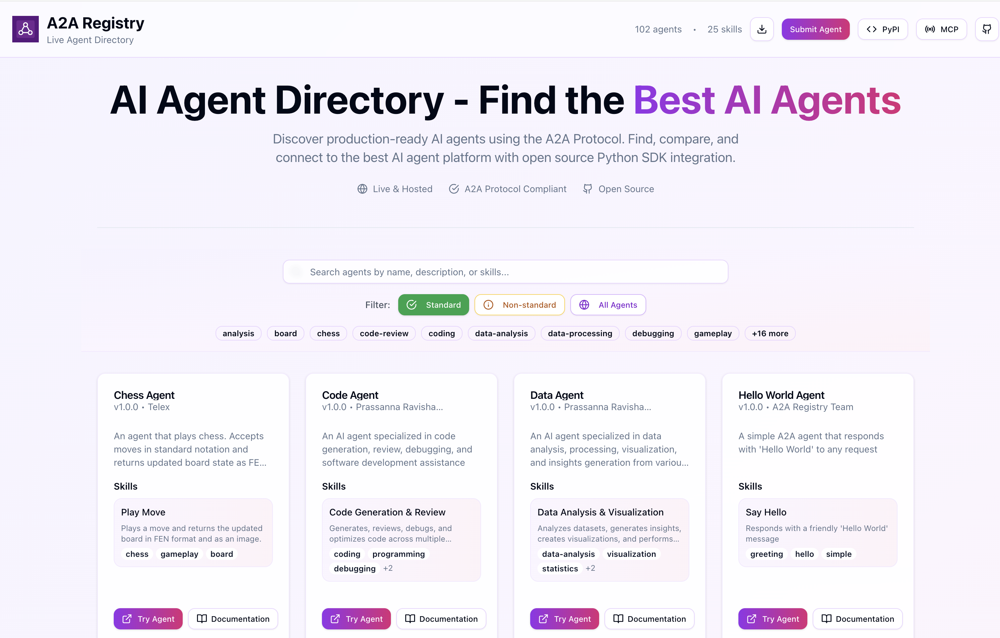 A2A Registry
Live Agent Directory
102 agents • 25 skills
Submit Agent
PyPI
MCP
AI Agent Directory - Find the Best AI Agents
Discover production-ready AI agents using the A2A Protocol. Find, compare, and
connect to the best AI agent platform with open source Python SDK integration.
Live & Hosted
A2A Protocol Compliant
Open Source
Search agents by name, description, or skills...
Filter:
Standard
Non-standard
All Agents
analysis
board
chess
code-review
coding
data-analysis
data-processing
debugging
gameplay
+16 more
Chess Agent
v1.0.0 • Telex
An agent that plays chess. Accepts
moves in standard notation and
returns updated board state as FE...
Skills
Play Move
Plays a move and returns the updated
board in FEN format and as an image.
chess gameplay board
Try Agent
Documentation
Code Agent
v1.0.0 • Prassanna Ravisha...
An AI agent specialized in code
generation, review, debugging, and
software development assistance
Skills
Code Generation & Review
Generates, reviews, debugs, and
optimizes code across multiple...
coding programming
debugging +2
Try Agent
Documentation
Data Agent
v1.0.0 • Prassanna Ravisha...
An AI agent specialized in data
analysis, processing, visualization,
and insights generation from variou...
Skills
Data Analysis & Visualization
Analyzes datasets, generates insights,
creates visualizations, and performs...
data-analysis visualization
statistics +2
Try Agent
Documentation
Hello World Agent
v1.0.0 • A2A Registry Team
A simple A2A agent that responds
with 'Hello World' to any request
Skills
Say Hello
Responds with a friendly 'Hello World'
message
greeting hello simple
Try Agent
Documentation